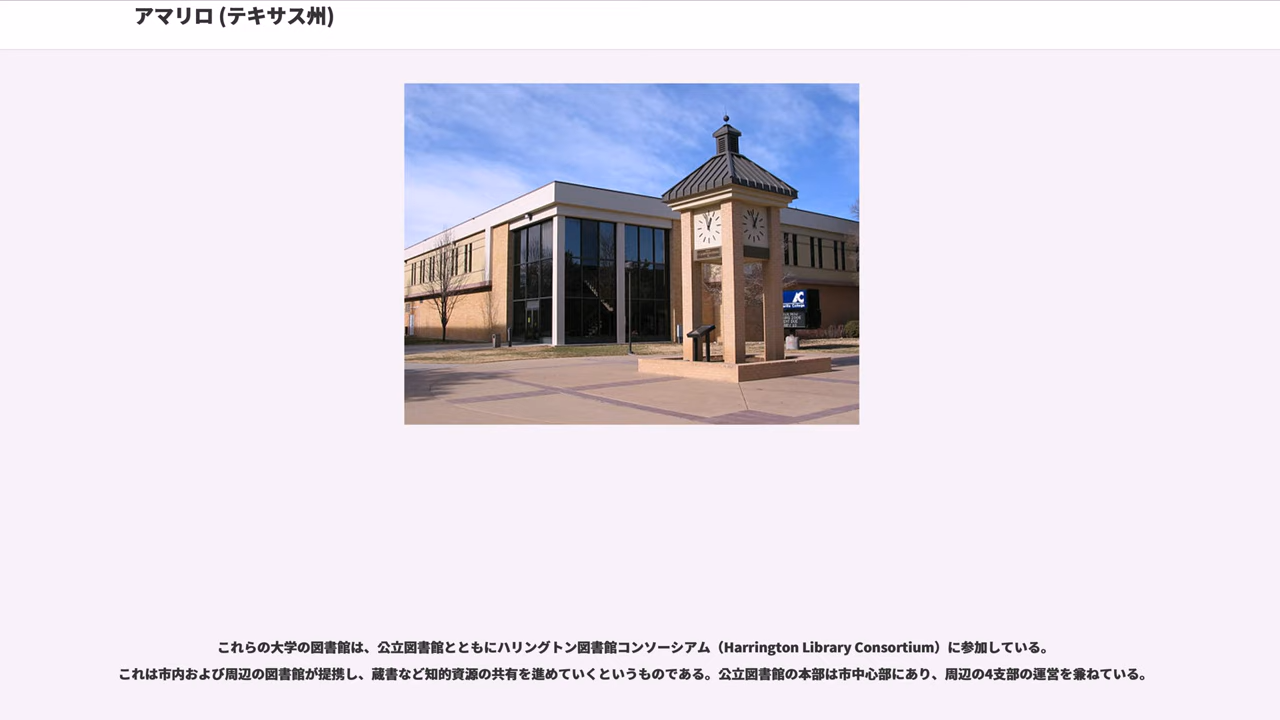 アマリロ (テキサス州)
AC
これらの大学の図書館は、公立図書館とともにハリングトン図書館コンソーシアム（Harrington Library Consortium）に参加している。
これは市内および周辺の図書館が提携し、蔵書など知的資源の共有を進めていくというものである。公立図書館の本部は市中心部にあり、周辺の4支部の運営を兼ねている。